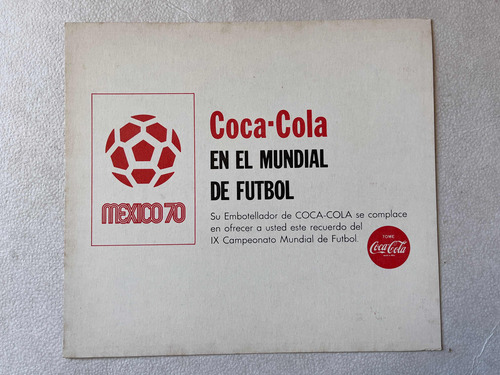 MEXICO 70
Coca-Cola
EN EL MUNDIAL
DE FUTBOL
Su Embotellador de COCA-COLA se complace
en ofrecer a usted este recuerdo del
IX Campeonato Mundial de Futbol.
TOME
Coca-Cola